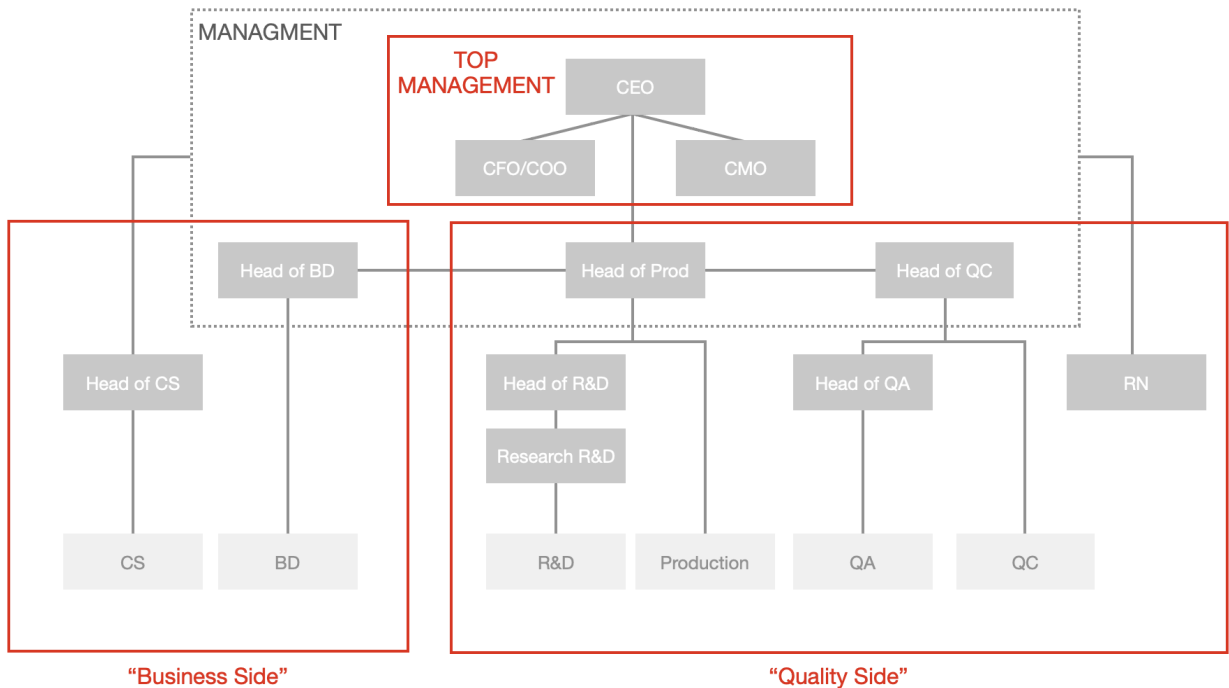 MANAGMENT
TOP
MANAGEMENT
CEO
CFO/COO
CMO
Head of BD
Head of Prod
Head of QC
Head of CS
Head of R&D
Head of QA
RN
Research R&D
CS
BD
R&D
Production
QA
QC
“Business Side”
“Quality Side”